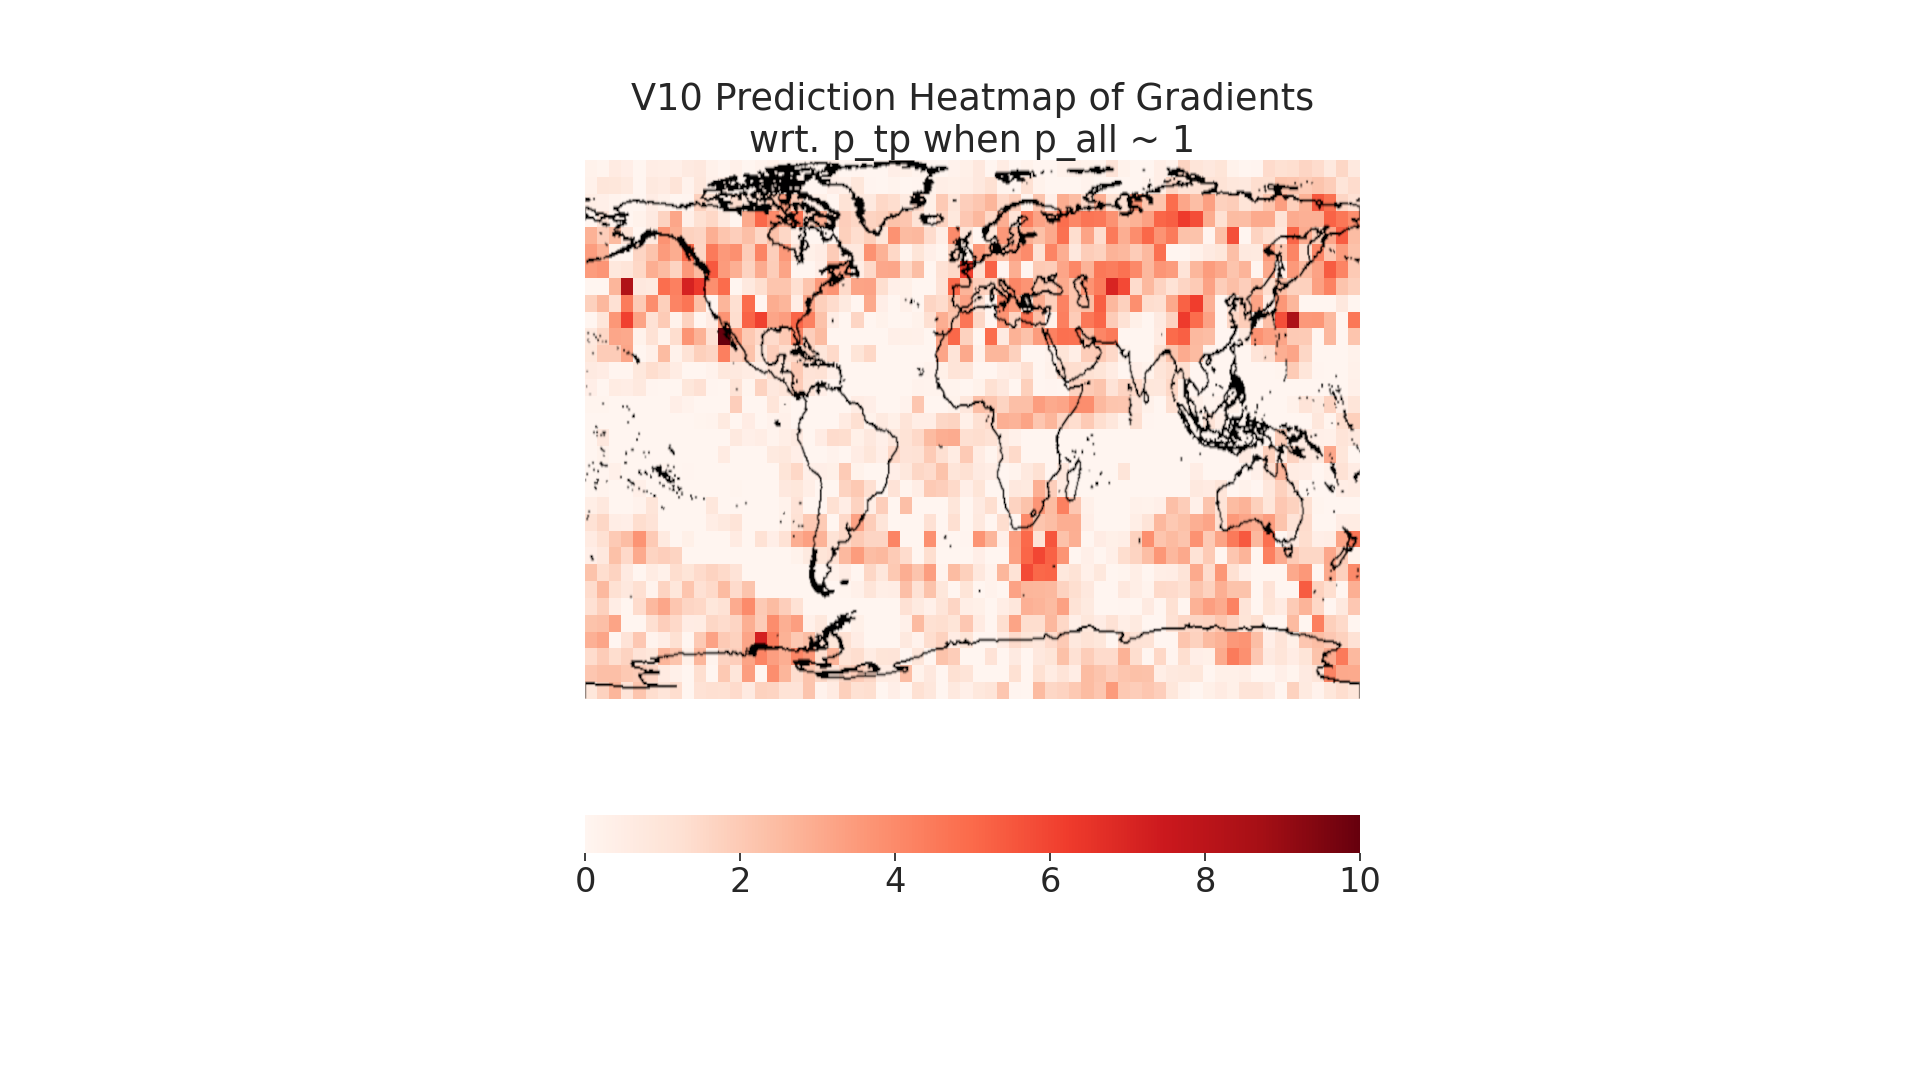 V10 Prediction Heatmap of Gradients
wrt. p_tp when p_all ~ 1
0 2 4 6 8 10